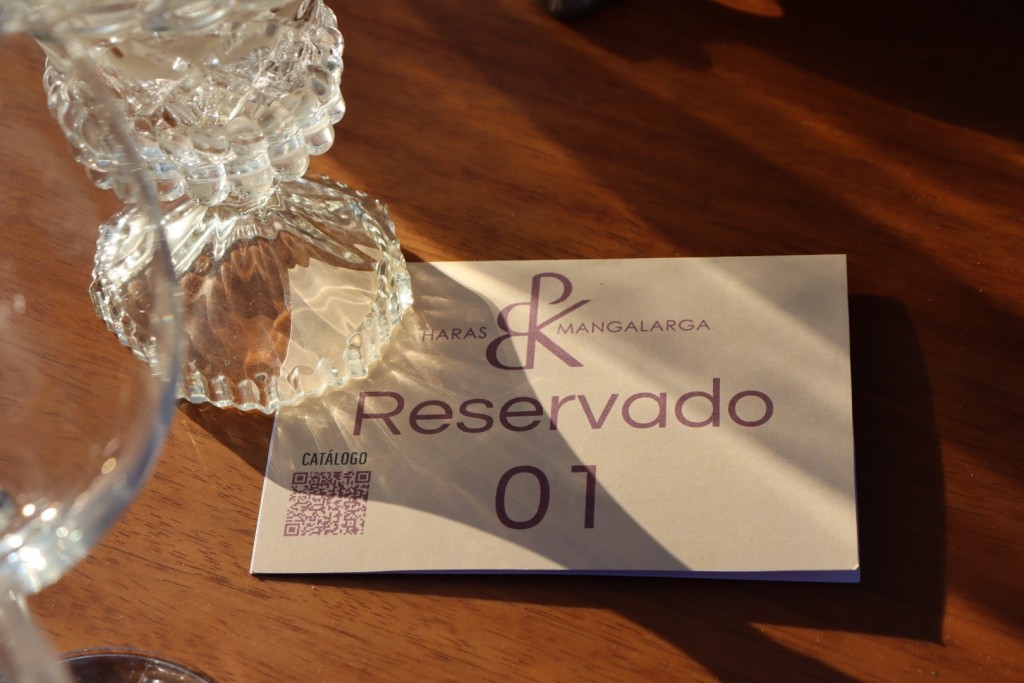 HARAS BK MANGALARGA
Reservado
CATÁLOGO
01